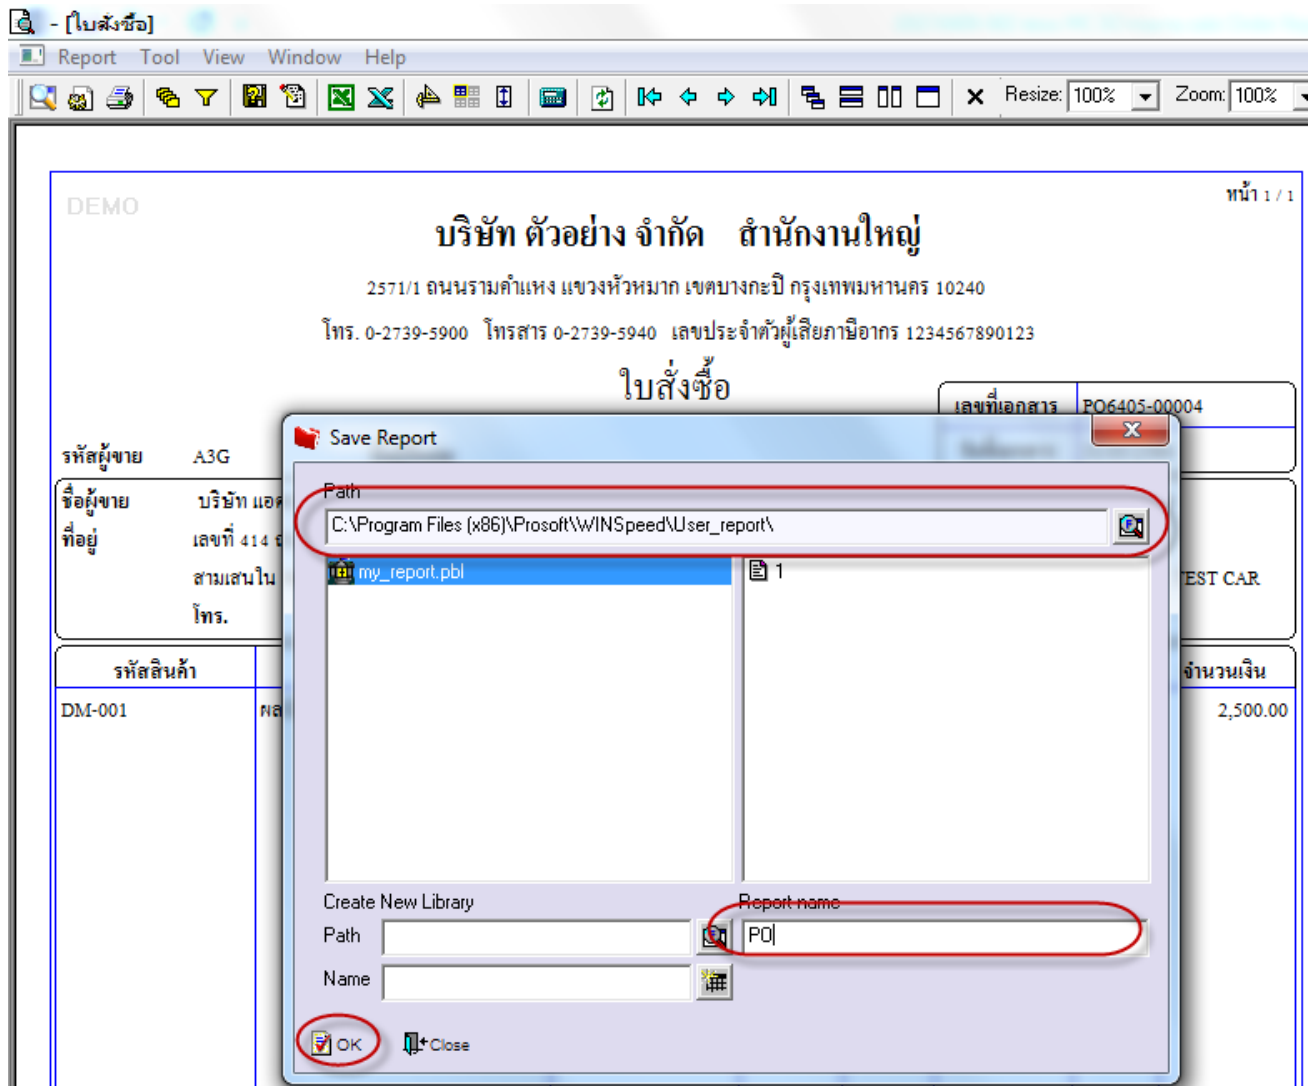 - [ใบสั่งซื้อ]
Report Tool View Window Help
Resize: 100% Zoom: 100%
DEMO
หน้า 1 / 1
บริษัท ตัวอย่าง จำกัด สำนักงานใหญ่
2571/1 ถนนรามคำแหง แขวงหัวหมาก เขตบางกะปิ กรุงเทพมหานคร 10240
โทร. 0-2739-5900 โทรสาร 0-2739-5940 เลขประจำตัวผู้เสียภาษีอากร 1234567890123
ใบสั่งซื้อ
เลขที่เอกสาร PO6405-00004
รหัสผู้ขาย A3G
ชื่อผู้ขาย บริษัท
ที่อยู่ เลขที่ 414
สามเสนใน
TEST CAR
โทร.
รหัสสินค้า
จำนวนเงิน
DM-001
2,500.00
Save Report
Path
C:\Program Files (x86)\Prosoft\WINSpeed\User_report\
my_report.pbl
1
Create New Library
Report name
Path
PO
Name
OK Close